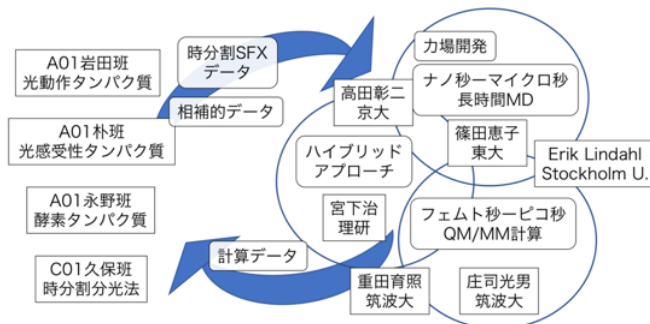 A01岩田班
光動作タンパク質
A01朴班
光感受性タンパク質
A01永野班
酵素タンパク質
C01久保班
時分割分光法
時分割SFX
データ
相補的データ
計算データ
力場開発
ナノ秒ーマイクロ秒
長時間MD
高田彰二
京大
篠田恵子
東大
Erik Lindahl
Stockholm U.
ハイブリッド
アプローチ
宮下治
理研
フェムト秒ーピコ秒
QM/MM計算
重田育照
筑波大
庄司光男
筑波大